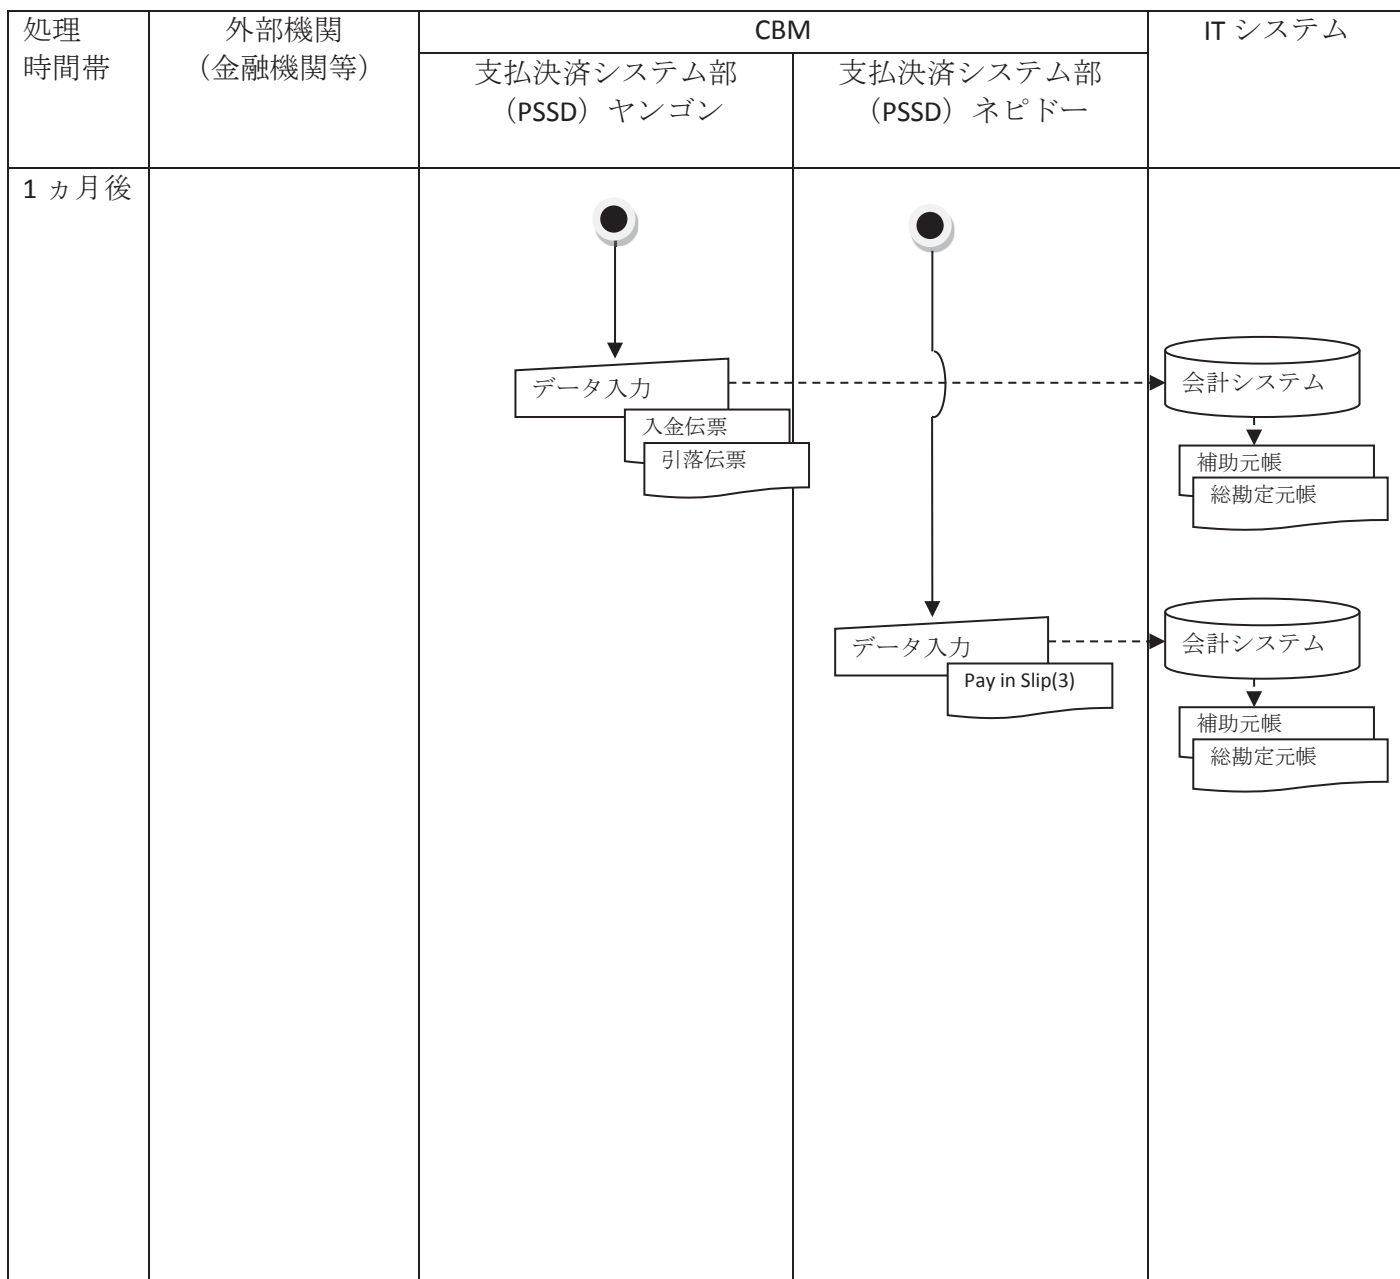 処理
時間帯
外部機関
（金融機関等）
CBM
IT システム
支払決済システム部
（PSSD）ヤンゴン
支払決済システム部
（PSSD）ネピドー
1 ヵ月後
データ入力
入金伝票
引落伝票
会計システム
補助元帳
総勘定元帳
データ入力
Pay in Slip(3)
会計システム
補助元帳
総勘定元帳